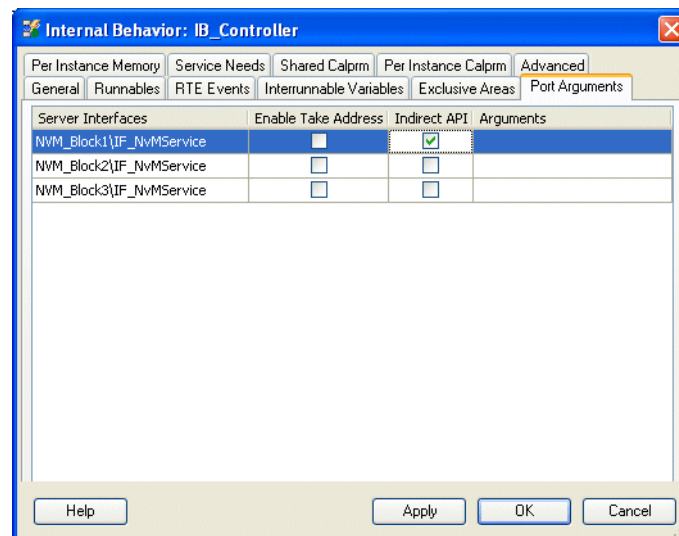 Internal Behavior: IB_Controller
Per Instance Memory Service Needs Shared Calprm Per Instance Calprm Advanced
General Runnables RTE Events Interrunnable Variables Exclusive Areas Port Arguments
Server Interfaces Enable Take Address Indirect API Arguments
NVM_Block1\IF_NvMService
NVM_Block2\IF_NvMService
NVM_Block3\IF_NvMService
Help Apply OK Cancel